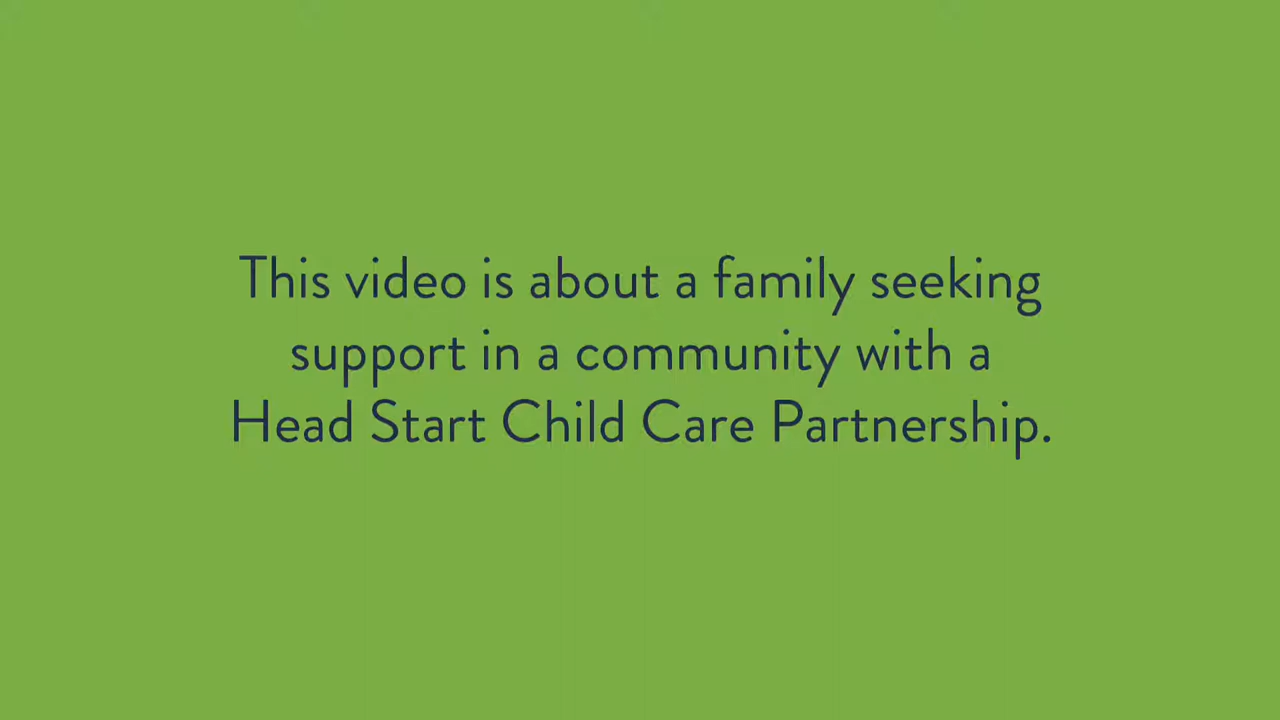 This video is about a family seeking
support in a community with a
Head Start Child Care Partnership.